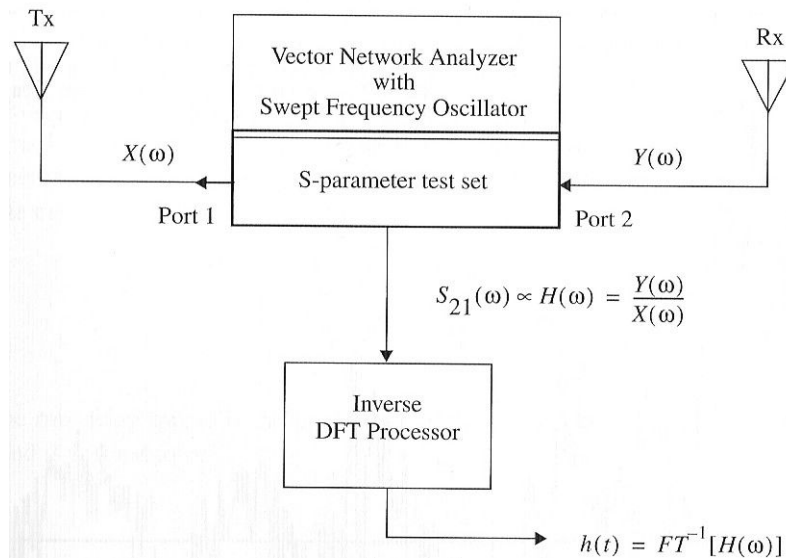 Tx
Rx
Vector Network Analyzer
with
Swept Frequency Oscillator
X(ω)
Y(ω)
S-parameter test set
Port 1
Port 2
S₂₁(ω) ∝ H(ω) = Y(ω)/X(ω)
Inverse
DFT Processor
h(t) = FT⁻¹[H(ω)]